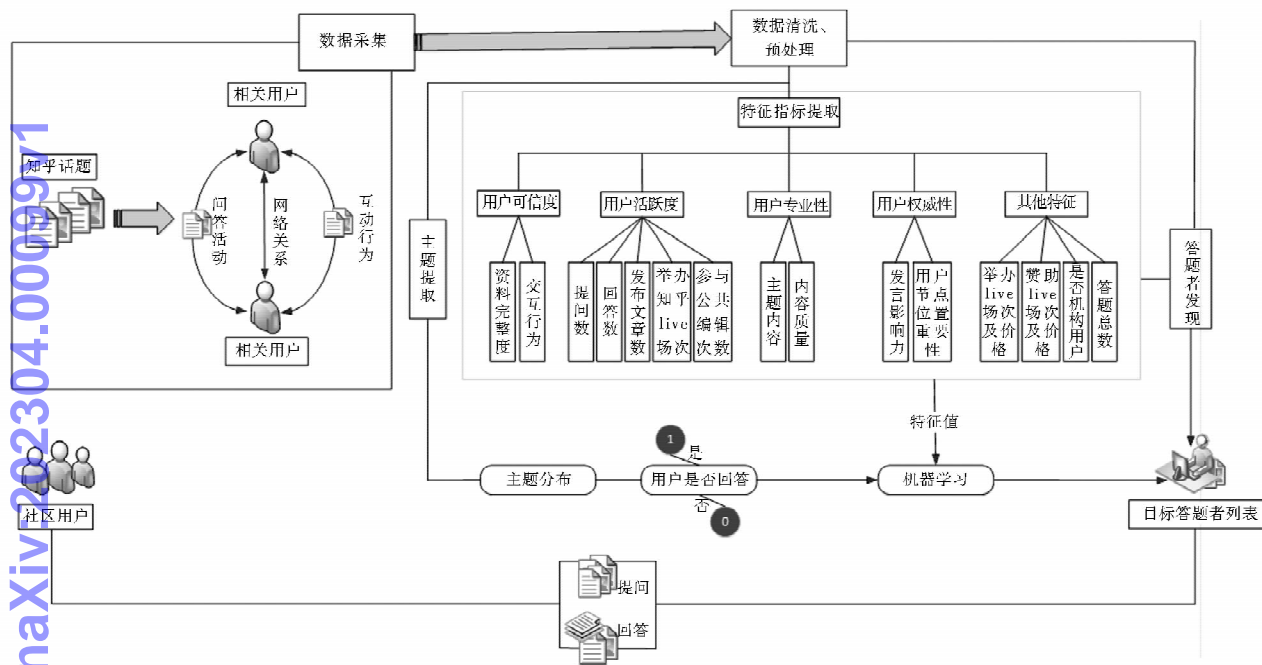 数据采集
数据清洗、
预处理
相关用户
知乎话题
问答活动
网络关系
互动行为
相关用户
特征指标提取
用户可信度
用户活跃度
用户专业性
用户权威性
其他特征
主题提取
资料完整度
交互行为
提问数
回答数
发布文章数
举办知乎live场次
参与公共编辑次数
主题内容
内容质量
发言影响力
用户节点位置重要性
举办live场次及价格
赞助live场次及价格
是否机构用户
答题总数
答题者发现
特征值
1
是
主题分布
用户是否回答
机器学习
否
0
社区用户
目标答题者列表
提问
回答
naXiv:202304.00099v1